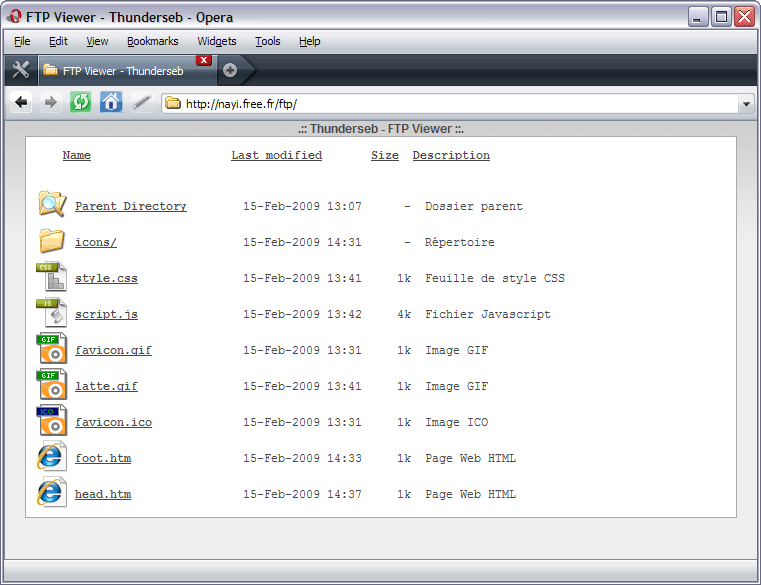 FTP Viewer - Thunderseb - Opera
File Edit View Bookmarks Widgets Tools Help
FTP Viewer - Thunderseb x
http://nayi.free.fr/ftp/
.:: Thunderseb - FTP Viewer ::.
Name Last modified Size Description
Parent Directory 15-Feb-2009 13:07 - Dossier parent
icons/ 15-Feb-2009 14:31 - Répertoire
CSS style.css 15-Feb-2009 13:41 1k Feuille de style CSS
JS script.js 15-Feb-2009 13:42 4k Fichier Javascript
GIF favicon.gif 15-Feb-2009 13:31 1k Image GIF
GIF latte.gif 15-Feb-2009 13:41 1k Image GIF
ICO favicon.ico 15-Feb-2009 13:31 1k Image ICO
foot.htm 15-Feb-2009 14:33 1k Page Web HTML
head.htm 15-Feb-2009 14:37 1k Page Web HTML